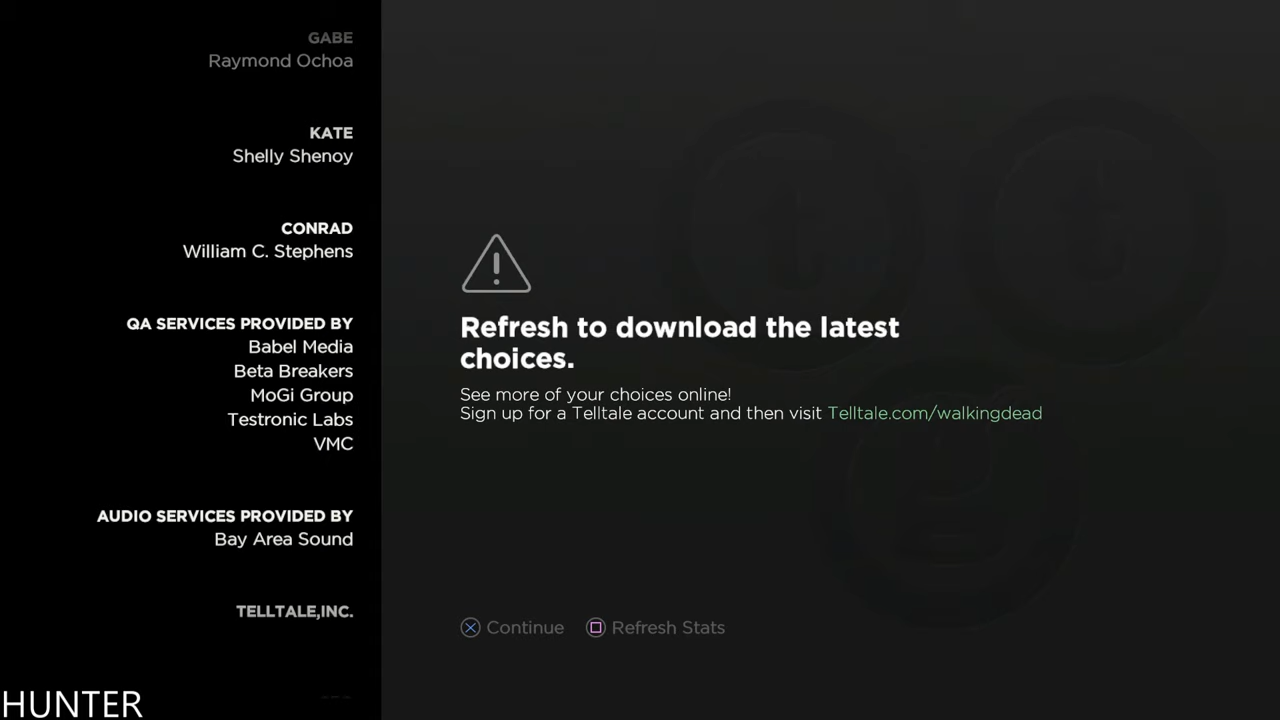 GABE
Raymond Ochoa
KATE
Shelly Shenoy
CONRAD
William C. Stephens
QA SERVICES PROVIDED BY
Babel Media
Beta Breakers
MoGi Group
Testronic Labs
VMC
AUDIO SERVICES PROVIDED BY
Bay Area Sound
TELLTALE,INC.
Refresh to download the latest
choices.
See more of your choices online!
Sign up for a Telltale account and then visit Telltale.com/walkingdead
Continue
Refresh Stats
HUNTER